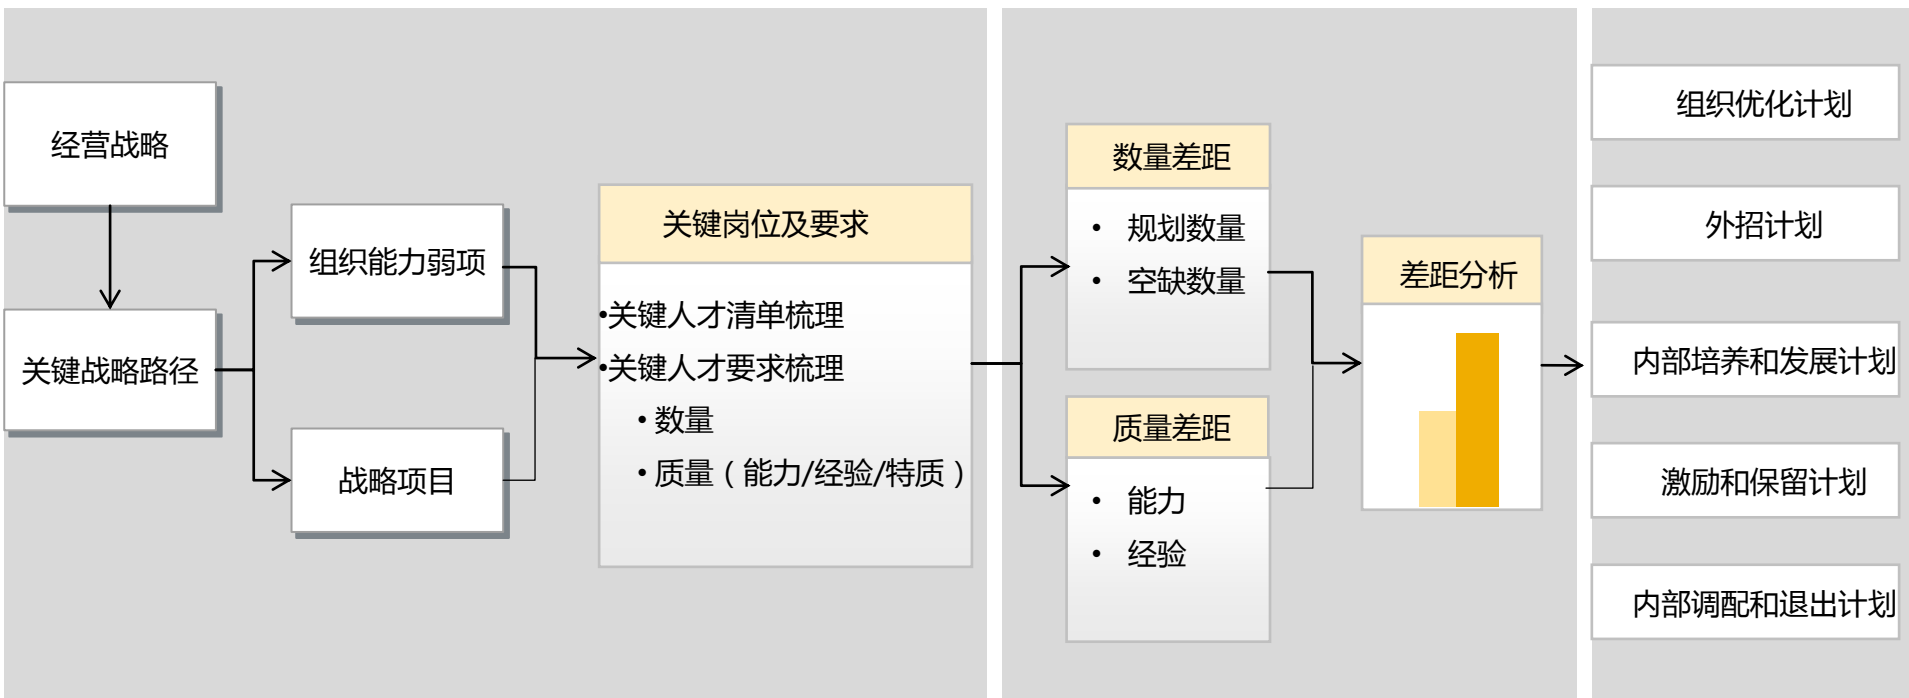 经营战略
关键战略路径
组织能力弱项
战略项目
关键岗位及要求
•关键人才清单梳理
•关键人才要求梳理
• 数量
• 质量（能力/经验/特质）
数量差距
• 规划数量
• 空缺数量
质量差距
• 能力
• 经验
差距分析
组织优化计划
外招计划
内部培养和发展计划
激励和保留计划
内部调配和退出计划